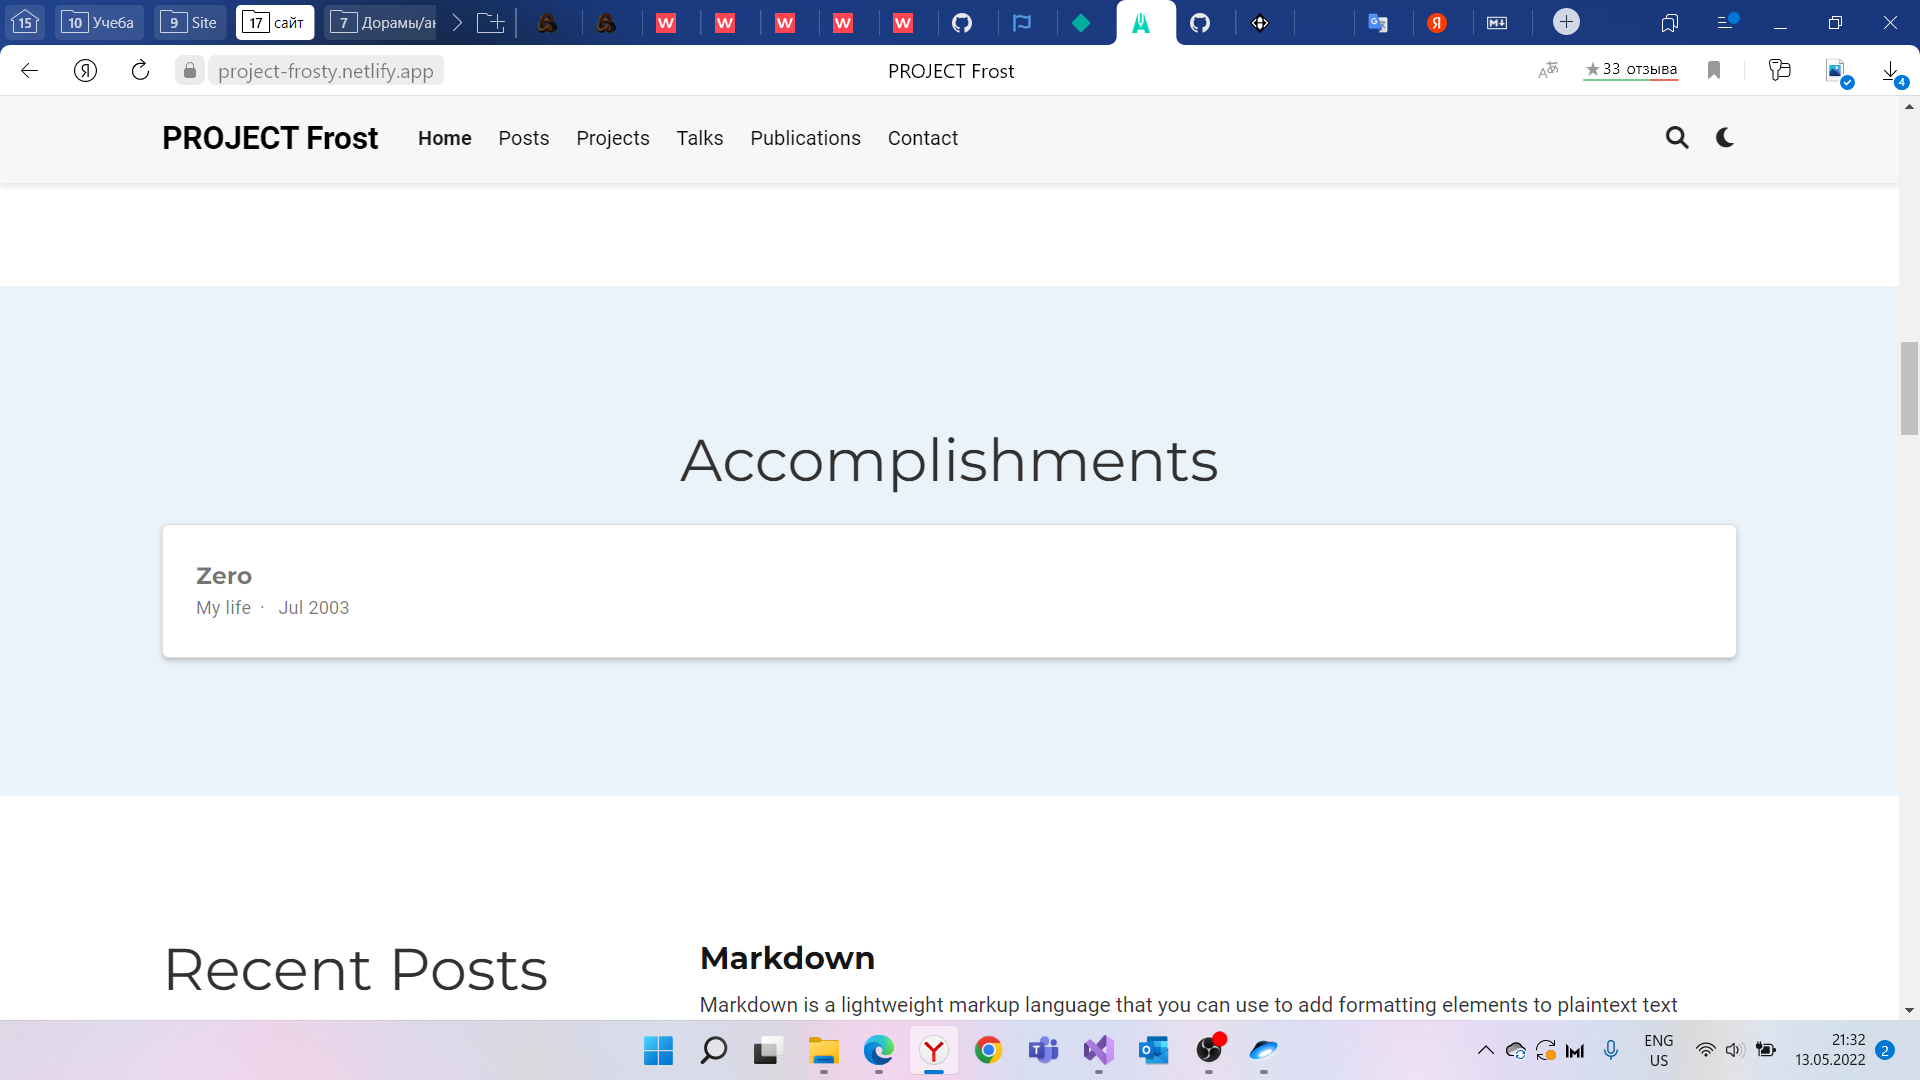 15
10 Учеба
9 Site
17 сайт
7 Дорамы/ан
project-frosty.netlify.app
PROJECT Frost
33 отзыва
4
PROJECT Frost
Home Posts Projects Talks Publications Contact
Accomplishments
Zero
My life · Jul 2003
Recent Posts
Markdown
Markdown is a lightweight markup language that you can use to add formatting elements to plaintext text
ENG
US
21:32
13.05.2022
2